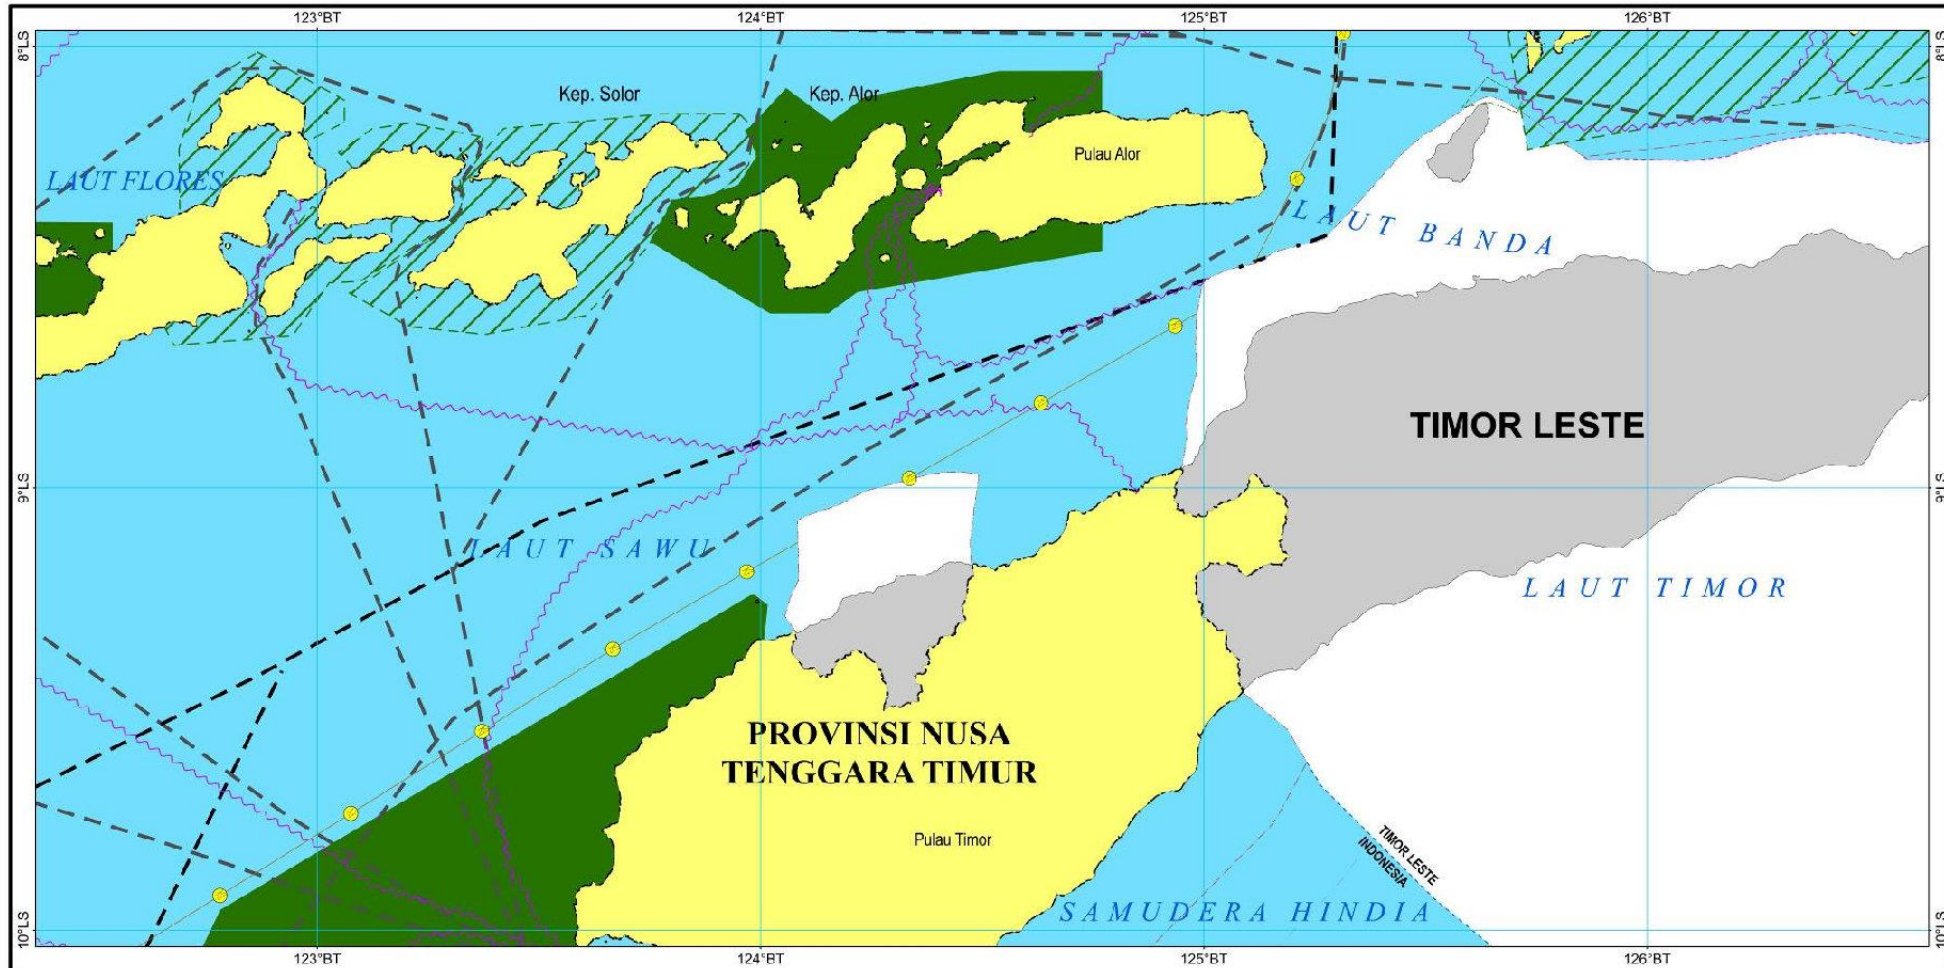 123°BT
124°BT
125°BT
126°BT
8°LS
8°LS
Kep. Solor
Kep. Alor
Pulau Alor
LAUT FLORES
LAUT BANDA
TIMOR LESTE
9°LS
9°LS
LAUT SAWU
LAUT TIMOR
PROVINSI NUSA
TENGGARA TIMUR
Pulau Timor
TIMOR LESTE
INDONESIA
SAMUDERA HINDIA
10°LS
10°LS
123°BT
124°BT
125°BT
126°BT